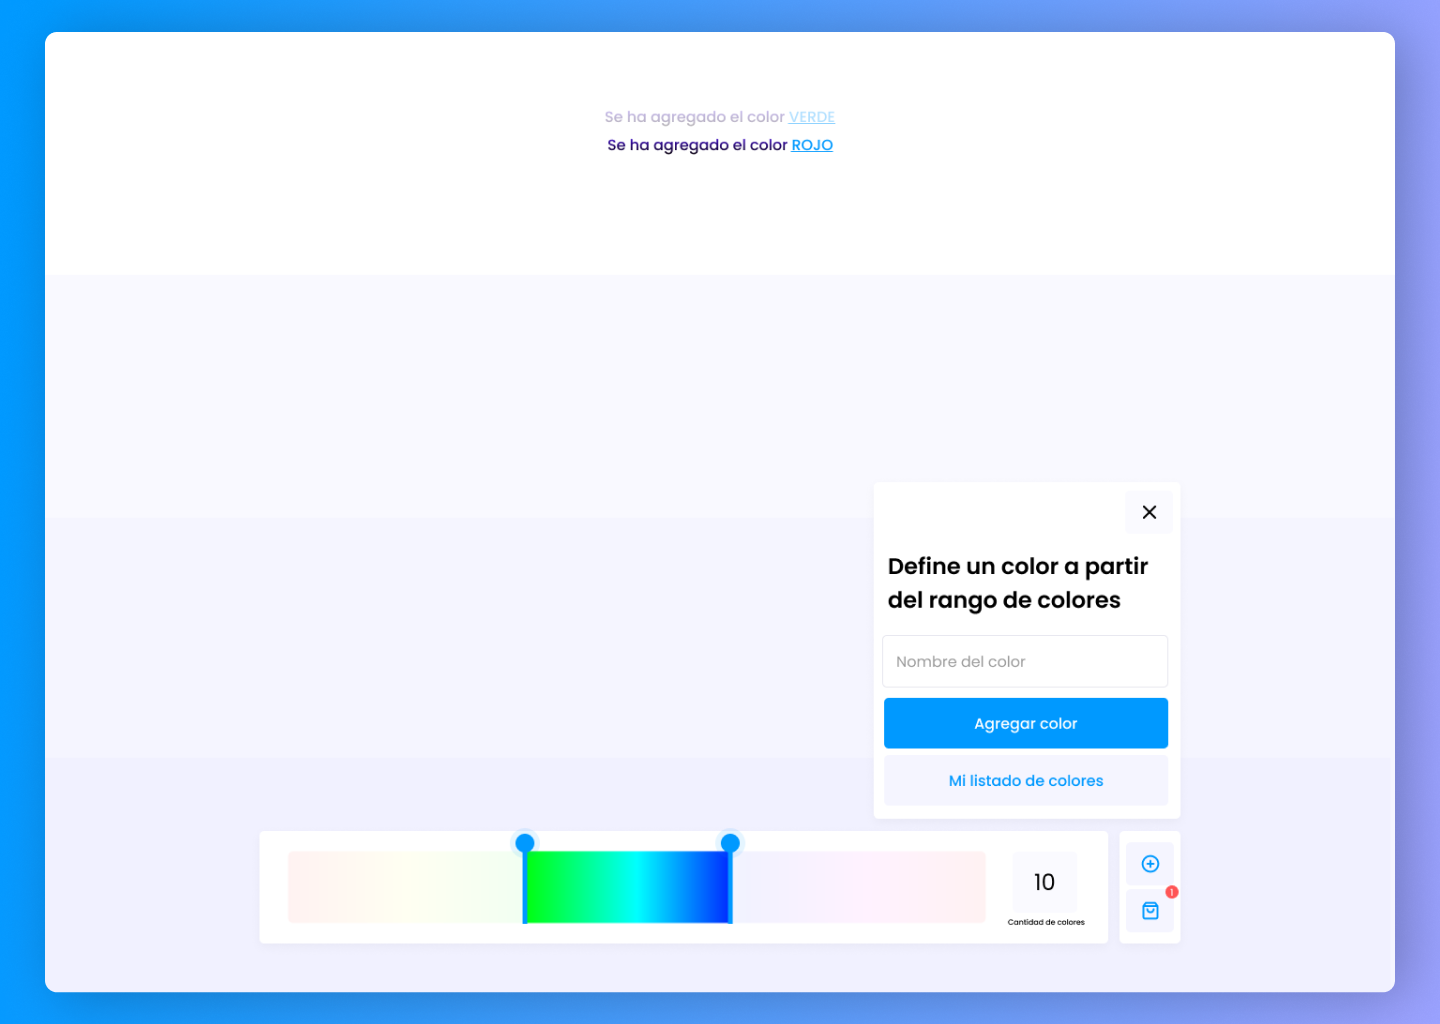 Se ha agregado el color VERDE
Se ha agregado el color ROJO
Define un color a partir
del rango de colores
Nombre del color
Agregar color
Mi listado de colores
10
Cantidad de colores